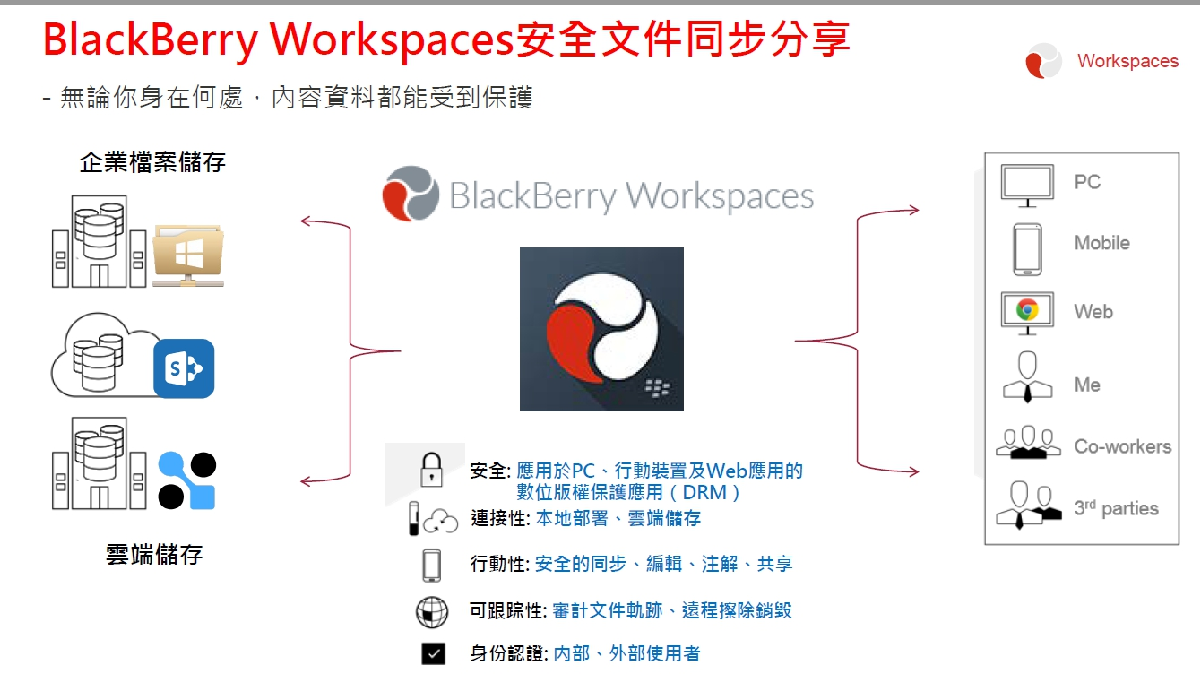 BlackBerry Workspaces安全文件同步分享
Workspaces
- 無論你身在何處，內容資料都能受到保護
企業檔案儲存
S
雲端儲存
BlackBerry Workspaces
安全: 應用於PC、行動裝置及Web應用的
數位版權保護應用（DRM）
連接性: 本地部署、雲端儲存
行動性: 安全的同步、編輯、注解、共享
可跟踪性: 審計文件軌跡、遠程擦除銷毀
身份認證: 內部、外部使用者
PC
Mobile
Web
Me
Co-workers
3rd parties